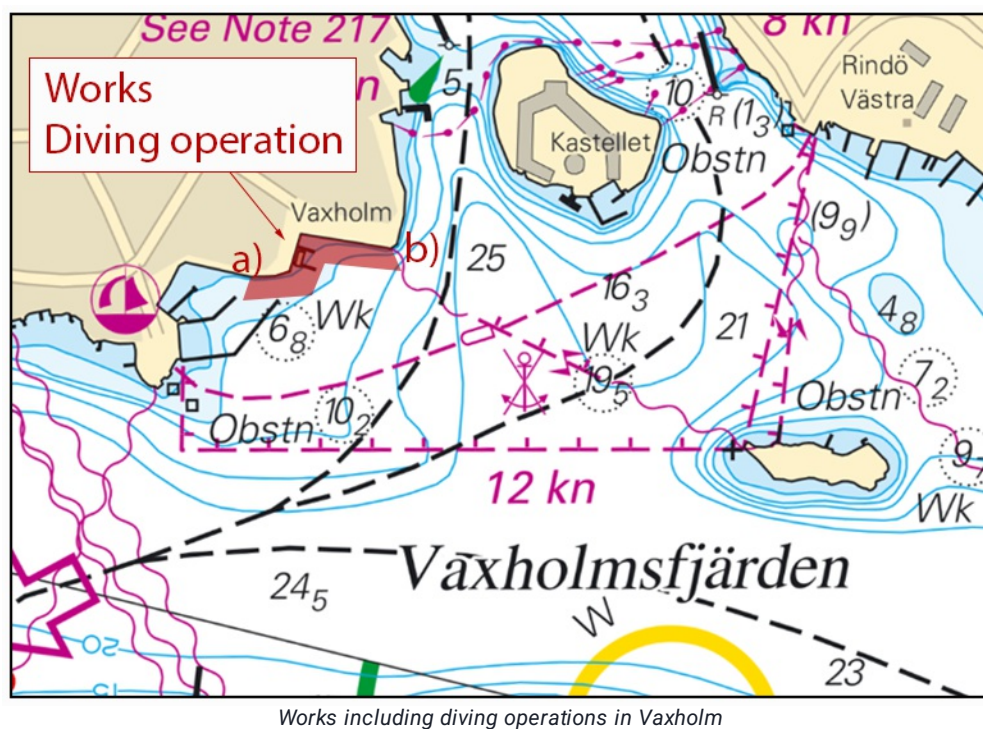 See Note 217
8 kn
n
Works
Diving operation
5
10
R (1₃)
Rindö
Västra
Kastellet
Obstn
Vaxholm
a)
b)
25
(9₉)
16₃
6₈
Wk
Wk
21
4₈
19₅
7₂
Obstn
10₂
Obstn
9
12 kn
Wk
Vaxholmsfjärden
24₅
W
20
15
23
Works including diving operations in Vaxholm